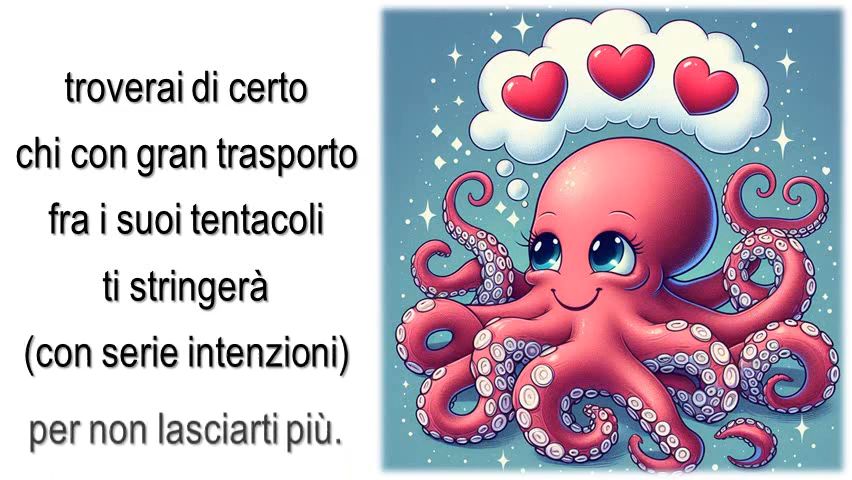 troverai di certo
chi con gran trasporto
fra i suoi tentacoli
ti stringerà
(con serie intenzioni)
per non lasciarti più.